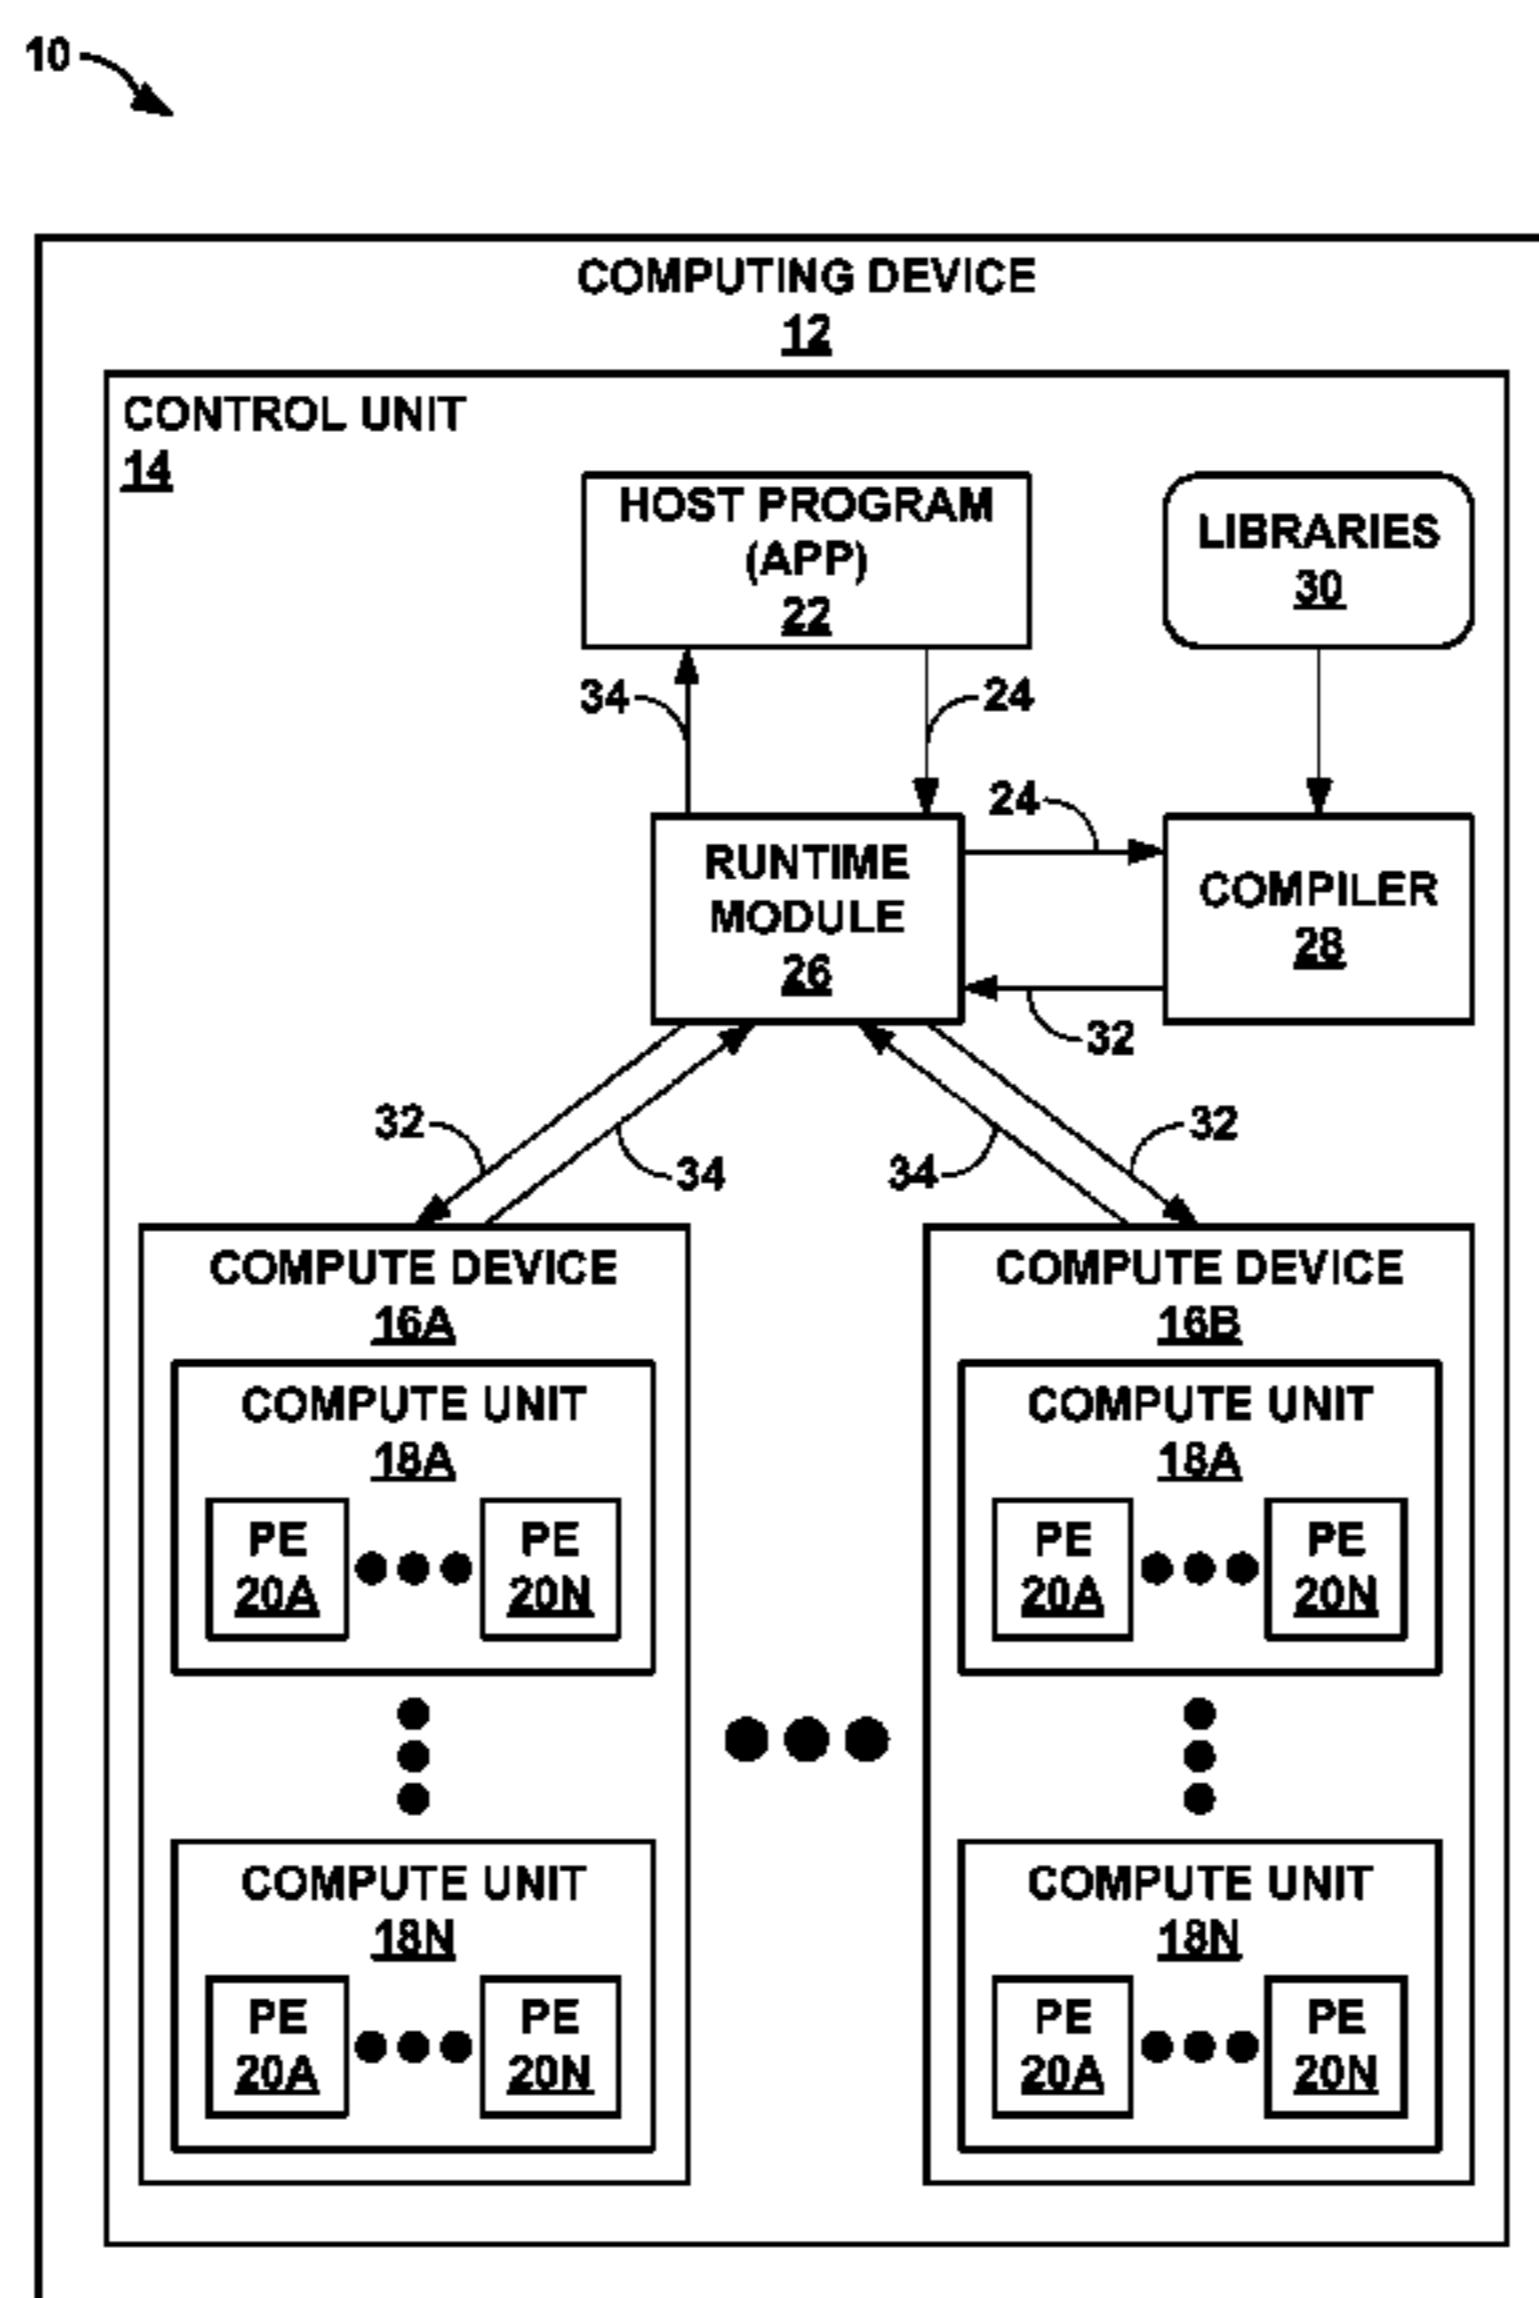 10
COMPUTING DEVICE
12
CONTROL UNIT
14
HOST PROGRAM
(APP)
22
LIBRARIES
30
34
24
24
RUNTIME
MODULE
26
COMPILER
28
32
32
34
34
32
COMPUTE DEVICE
16A
COMPUTE UNIT
18A
PE
20A
PE
20N
COMPUTE UNIT
18N
PE
20A
PE
20N
COMPUTE DEVICE
16B
COMPUTE UNIT
18A
PE
20A
PE
20N
COMPUTE UNIT
18N
PE
20A
PE
20N